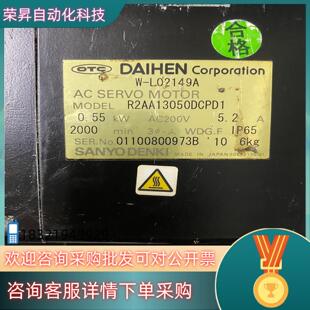 荣昇自动化科技
合格
OTC DAIHEN Corporation
W-L02149A
AC SERVO MOTOR
MODEL R2AA13050DCPD1
0.55 kW AC200V 5.2 A
2000 min 3ø WDG.F IP65
SER.No 01100800973B 10 6kg
SANYO DENKI MADE IN JAPAN
欢迎咨询采购批发可对公开票
咨询客服详情下单采购